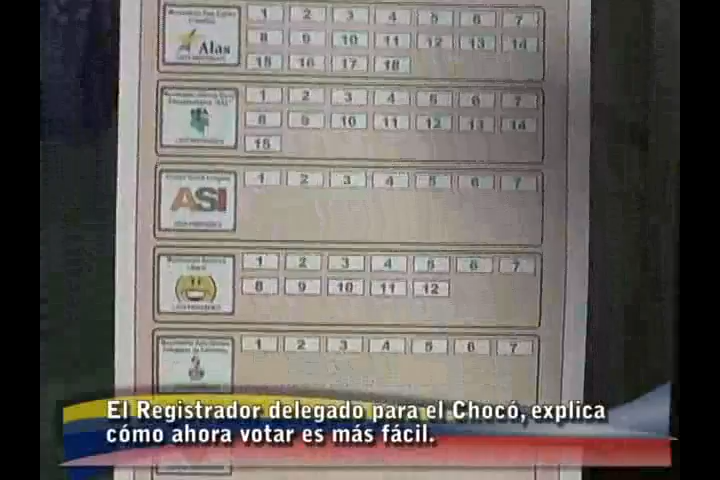 1 2 3 4 5 6 7
Alas
8 9 10 11 12 13 14
15 16 17 18
1 2 3 4 5 6 7
8 9 10 11 12 13 14
15
ASI
1 2 3 4 5 6 7
1 2 3 4 5 6 7
8 9 10 11 12
1 2 3 4 5 6 7
El Registrador delegado para el Chocó, explica
cómo ahora votar es más fácil.